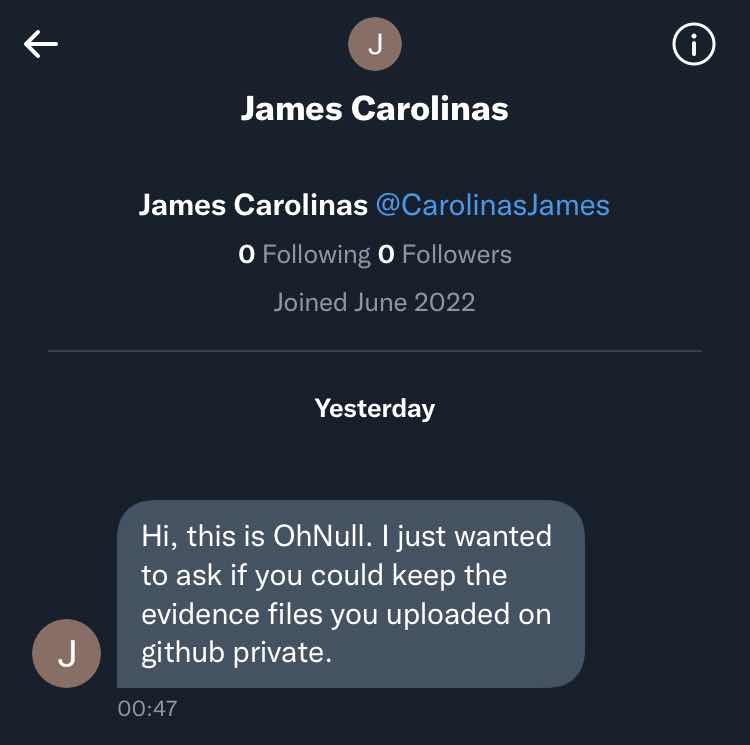 J
James Carolinas
James Carolinas @CarolinasJames
0 Following 0 Followers
Joined June 2022
Yesterday
Hi, this is OhNull. I just wanted
to ask if you could keep the
evidence files you uploaded on
github private.
J
00:47